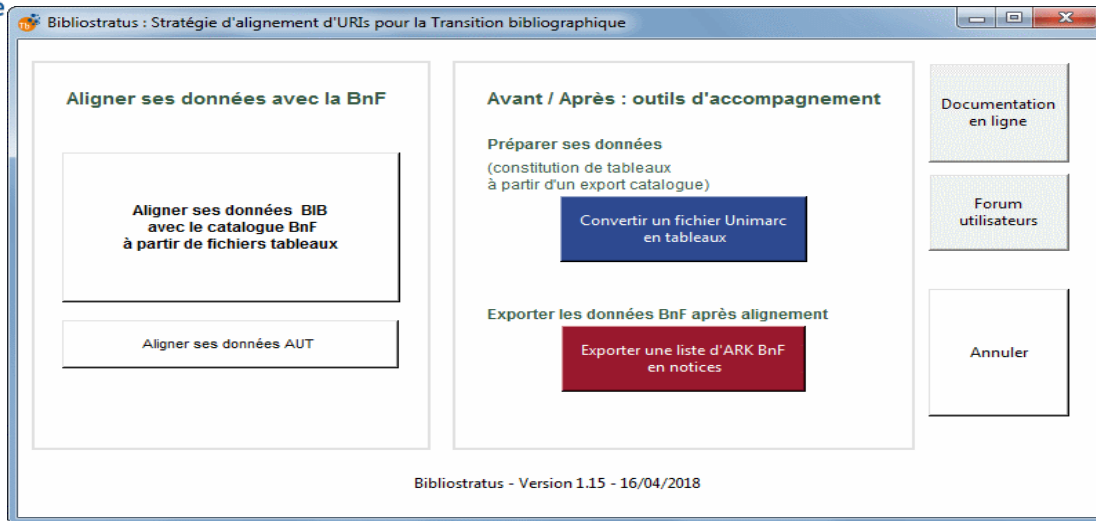 e
Bibliostratus : Stratégie d'alignement d'URIs pour la Transition bibliographique
Aligner ses données avec la BnF
Aligner ses données BIB
avec le catalogue BnF
à partir de fichiers tableaux
Aligner ses données AUT
Avant / Après : outils d'accompagnement
Préparer ses données
(constitution de tableaux
à partir d'un export catalogue)
Convertir un fichier Unimarc
en tableaux
Exporter les données BnF après alignement
Exporter une liste d'ARK BnF
en notices
Documentation
en ligne
Forum
utilisateurs
Annuler
Bibliostratus - Version 1.15 - 16/04/2018